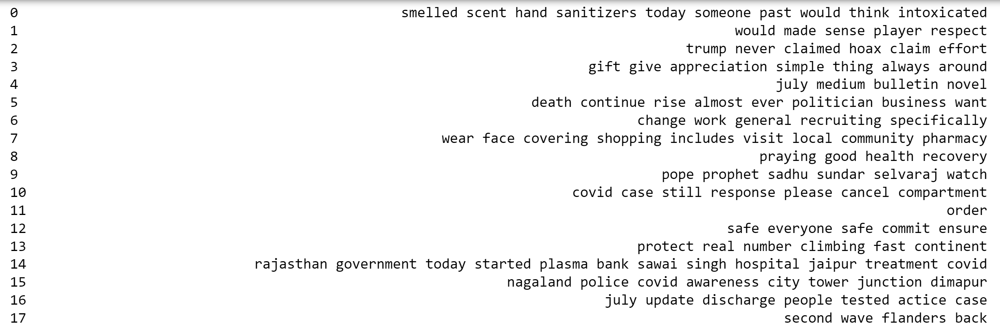 0 smelled scent hand sanitizers today someone past would think intoxicated
1 would made sense player respect
2 trump never claimed hoax claim effort
3 gift give appreciation simple thing always around
4 july medium bulletin novel
5 death continue rise almost ever politician business want
6 change work general recruiting specifically
7 wear face covering shopping includes visit local community pharmacy
8 praying good health recovery
9 pope prophet sadhu sundar selvaraj watch
10 covid case still response please cancel compartment
11 order
12 safe everyone safe commit ensure
13 protect real number climbing fast continent
14 rajasthan government today started plasma bank sawai singh hospital jaipur treatment covid
15 nagaland police covid awareness city tower junction dimapur
16 july update discharge people tested actice case
17 second wave flanders back